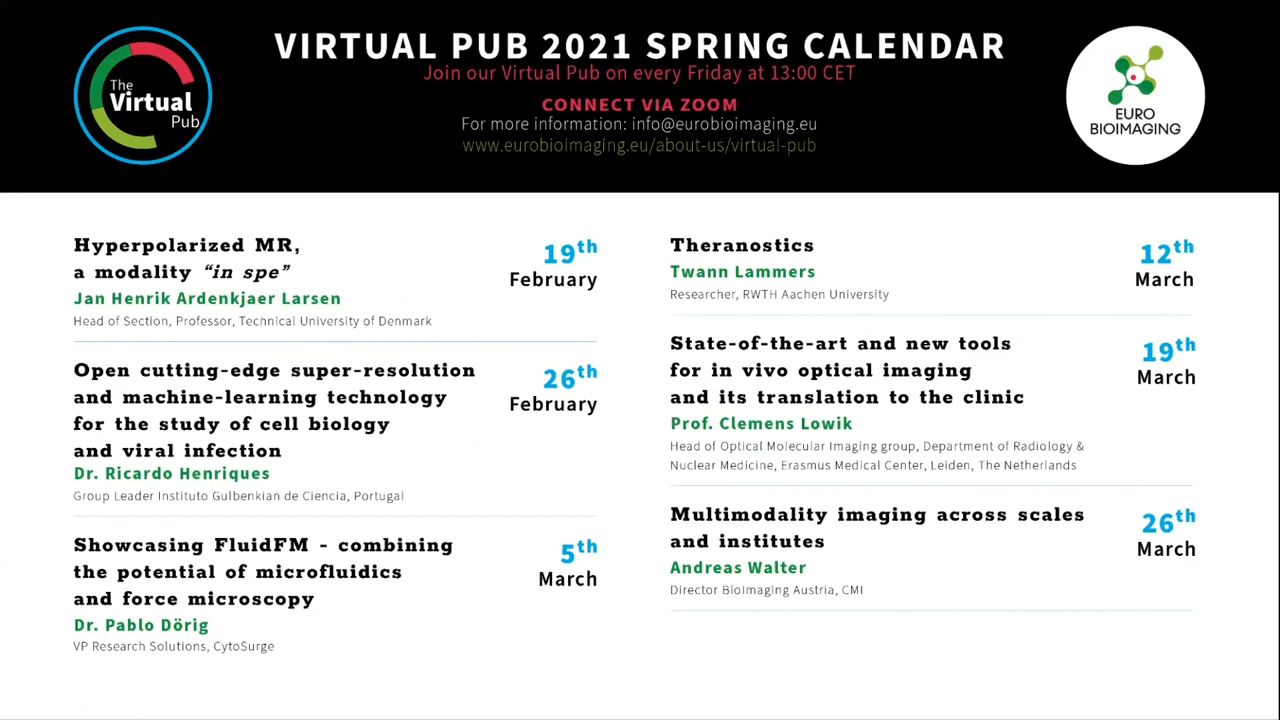 The
Virtual
Pub
VIRTUAL PUB 2021 SPRING CALENDAR
Join our Virtual Pub on every Friday at 13:00 CET
CONNECT VIA ZOOM
For more information: info@eurobioimaging.eu
www.eurobioimaging.eu/about-us/virtual-pub
EURO
BIOIMAGING
Hyperpolarized MR,
a modality “in spe”
Jan Henrik Ardenkjaer Larsen
Head of Section, Professor, Technical University of Denmark
19th
February
Open cutting-edge super-resolution
and machine-learning technology
for the study of cell biology
and viral infection
Dr. Ricardo Henriques
Group Leader Instituto Gulbenkian de Ciencia, Portugal
26th
February
Showcasing FluidFM - combining
the potential of microfluidics
and force microscopy
Dr. Pablo Dörig
VP Research Solutions, CytoSurge
5th
March
Theranostics
Twann Lammers
Researcher, RWTH Aachen University
12th
March
State-of-the-art and new tools
for in vivo optical imaging
and its translation to the clinic
Prof. Clemens Lowik
Head of Optical Molecular Imaging group, Department of Radiology &
Nuclear Medicine, Erasmus Medical Center, Leiden, The Netherlands
19th
March
Multimodality imaging across scales
and institutes
Andreas Walter
Director BioImaging Austria, CMI
26th
March